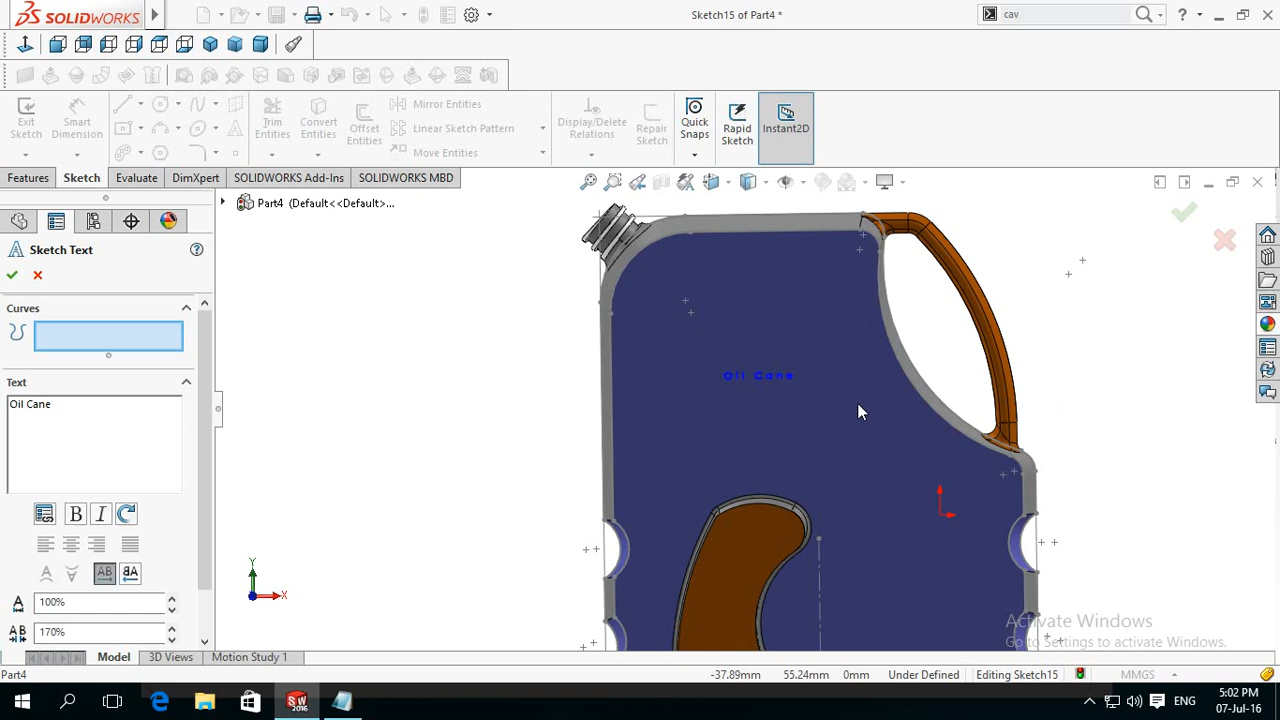 SOLIDWORKS
Sketch15 of Part4 *
cav
Exit Sketch
Smart Dimension
Trim Entities
Convert Entities
Offset Entities
Mirror Entities
Linear Sketch Pattern
Move Entities
Display/Delete Relations
Repair Sketch
Quick Snaps
Rapid Sketch
Instant2D
Features
Sketch
Evaluate
DimXpert
SOLIDWORKS Add-Ins
SOLIDWORKS MBD
Part4 (Default<<Default>...
Sketch Text
Curves
Text
Oil Cane
Oil Cane
B
I
AB
100%
170%
Y
X
Activate Windows
Go to Settings to activate Windows.
Model
3D Views
Motion Study 1
Part4
-37.89mm
55.24mm
0mm
Under Defined
Editing Sketch15
MMGS
ENG
5:02 PM
07-Jul-16